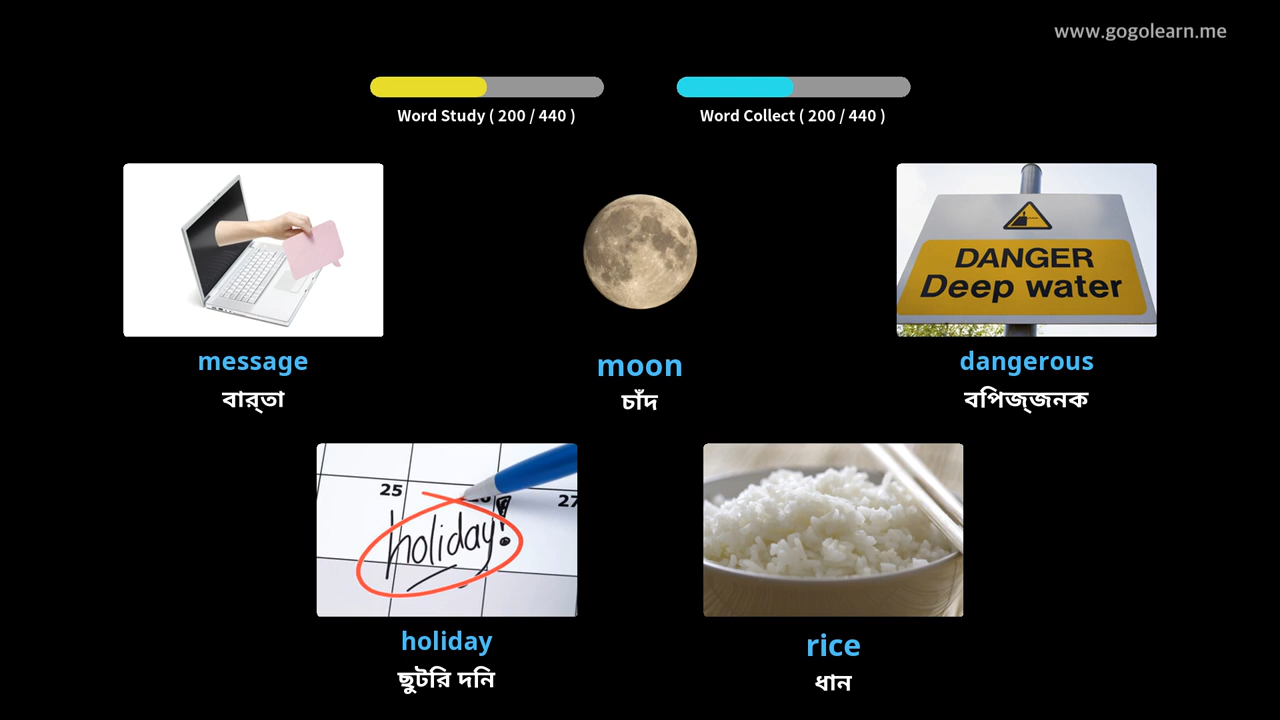 www.gogolearn.me
Word Study ( 200 / 440 )
Word Collect ( 200 / 440 )
DANGER
Deep water
message
moon
dangerous
বার্‌তা
চাঁদ
বপিজ্‌জনক
25
27
holiday!
holiday
rice
ছুটরি দনি
ধান